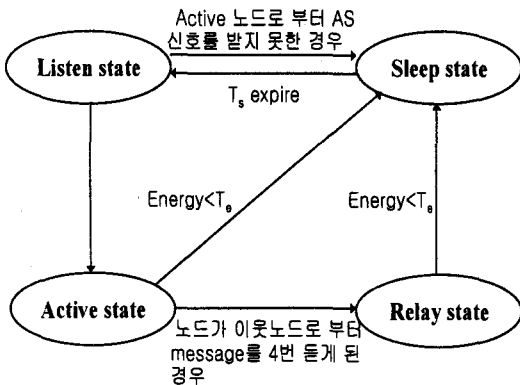 Active 노드로 부터 AS
신호를 받지 못한 경우
Listen state
Sleep state
Ts expire
Energy<Te
Energy<Te
Active state
Relay state
노드가 이웃노드로 부터
message를 4번 듣게 된
경우